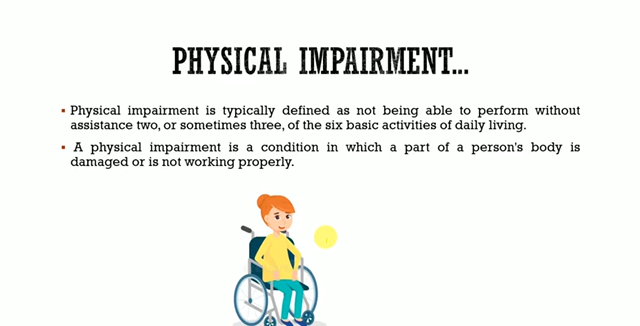 PHYSICAL IMPAIRMENT...
▪ Physical impairment is typically defined as not being able to perform without
assistance two, or sometimes three, of the six basic activities of daily living.
▪ A physical impairment is a condition in which a part of a person's body is
damaged or is not working properly.